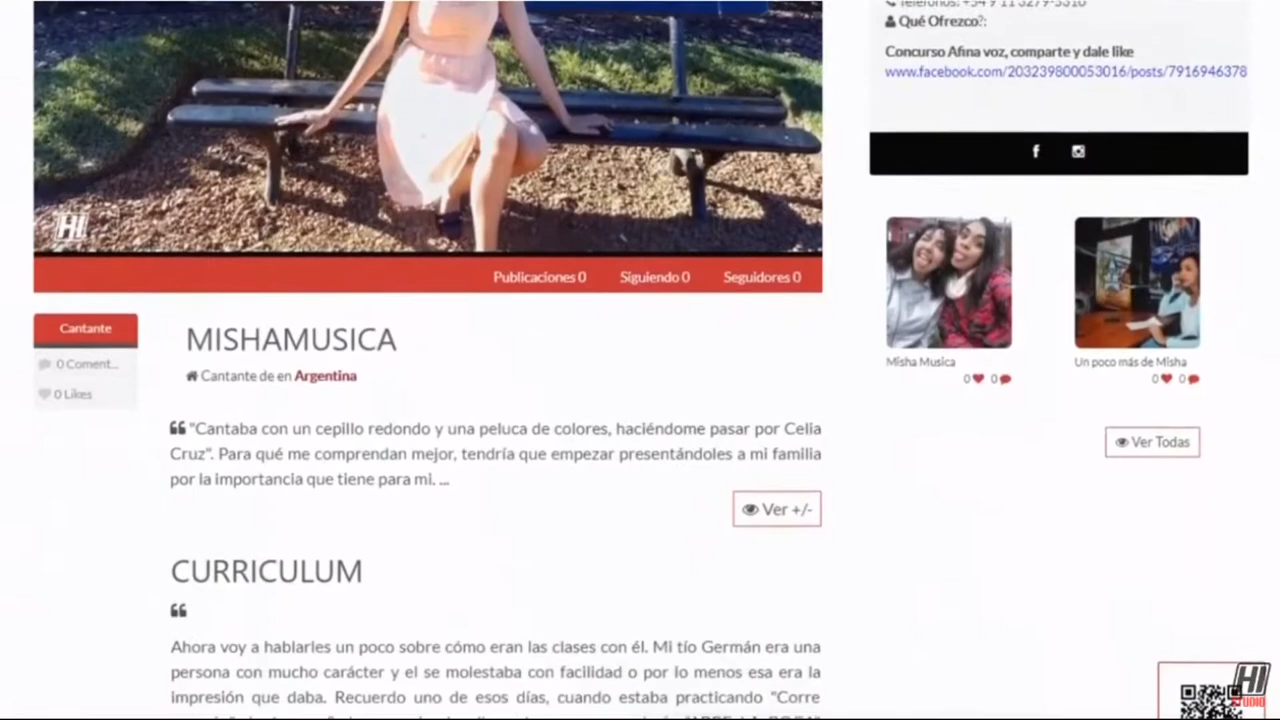 HI
Publicaciones 0 Siguiendo 0 Seguidores 0
Cantante
0 Coment...
0 Likes
MISHAMUSICA
Cantante de en Argentina
"Cantaba con un cepillo redondo y una peluca de colores, haciéndome pasar por Celia
Cruz". Para qué me comprendan mejor, tendría que empezar presentándoles a mi familia
por la importancia que tiene para mi. ...
Ver +/-
CURRICULUM
Ahora voy a hablarles un poco sobre cómo eran las clases con él. Mi tío Germán era una
persona con mucho carácter y el se molestaba con facilidad o por lo menos esa era la
impresión que daba. Recuerdo uno de esos días, cuando estaba practicando "Corre
Qué Ofrezco?:
Concurso Afina voz, comparte y dale like
www.facebook.com/203239800053016/posts/7916946378
Misha Musica
0 0
Un poco más de Misha
0 0
Ver Todas
HI
STUDIO